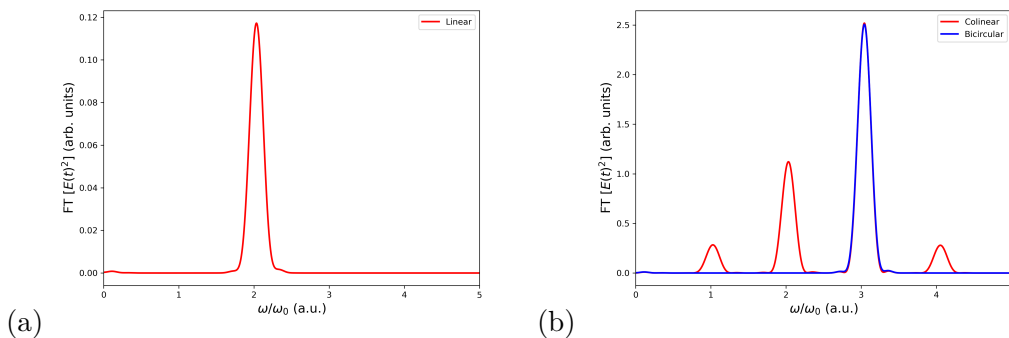 Linear
0.12
0.10
0.08
0.06
0.04
0.02
0.00
FT [E(t)²] (arb. units)
0 1 2 3 4 5
ω/ω₀ (a.u.)
(a)
Colinear
Bicircular
2.5
2.0
1.5
1.0
0.5
0.0
FT [E(t)²] (arb. units)
0 1 2 3 4
ω/ω₀ (a.u.)
(b)